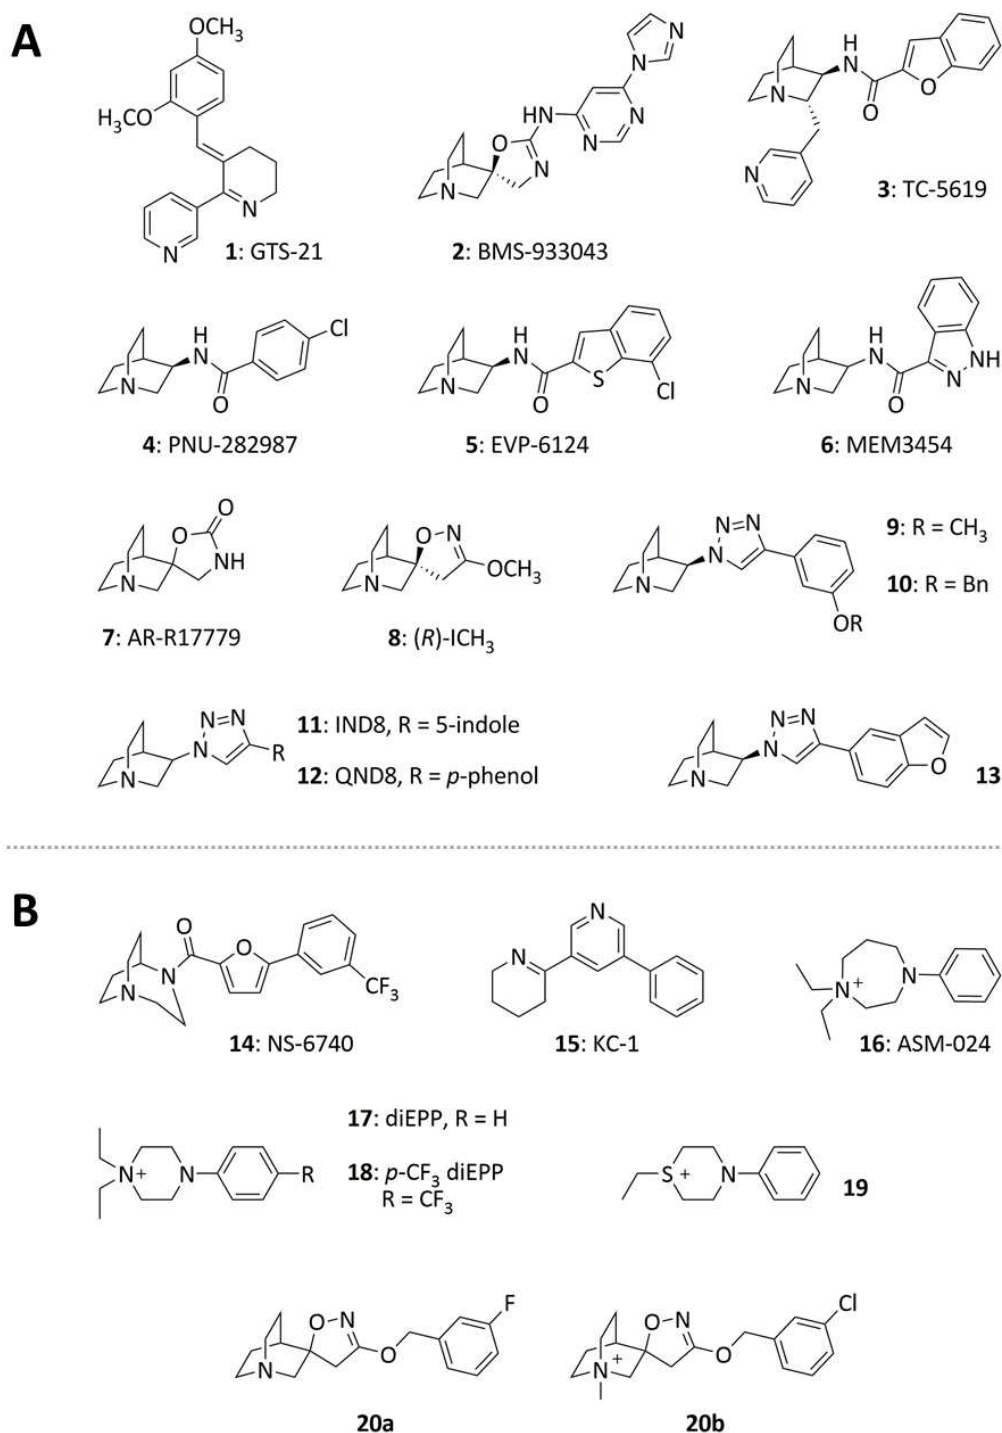 A
OCH₃
H₃CO
N
N
1: GTS-21
N
N
HN
N
N
O
N
N
2: BMS-933043
H
N
O
O
N
N
3: TC-5619
H
N
Cl
O
N
4: PNU-282987
H
N
S
O
Cl
N
5: EVP-6124
H
N
O
N
NH
N
6: MEM3454
O
O
NH
N
7: AR-R17779
O
N
OCH₃
N
8: (R)-ICH₃
N=N
N
N
OR
9: R = CH₃
10: R = Bn
N=N
N
R
N
11: IND8, R = 5-indole
12: QND8, R = p-phenol
N=N
N
O
N
13
B
O
N
O
N
CF₃
14: NS-6740
N
N
15: KC-1
N
N+
16: ASM-024
N+
N
R
17: diEPP, R = H
18: p-CF₃ diEPP
R = CF₃
S+
N
19
O
N
O
F
N
20a
O
N
O
Cl
N+
20b